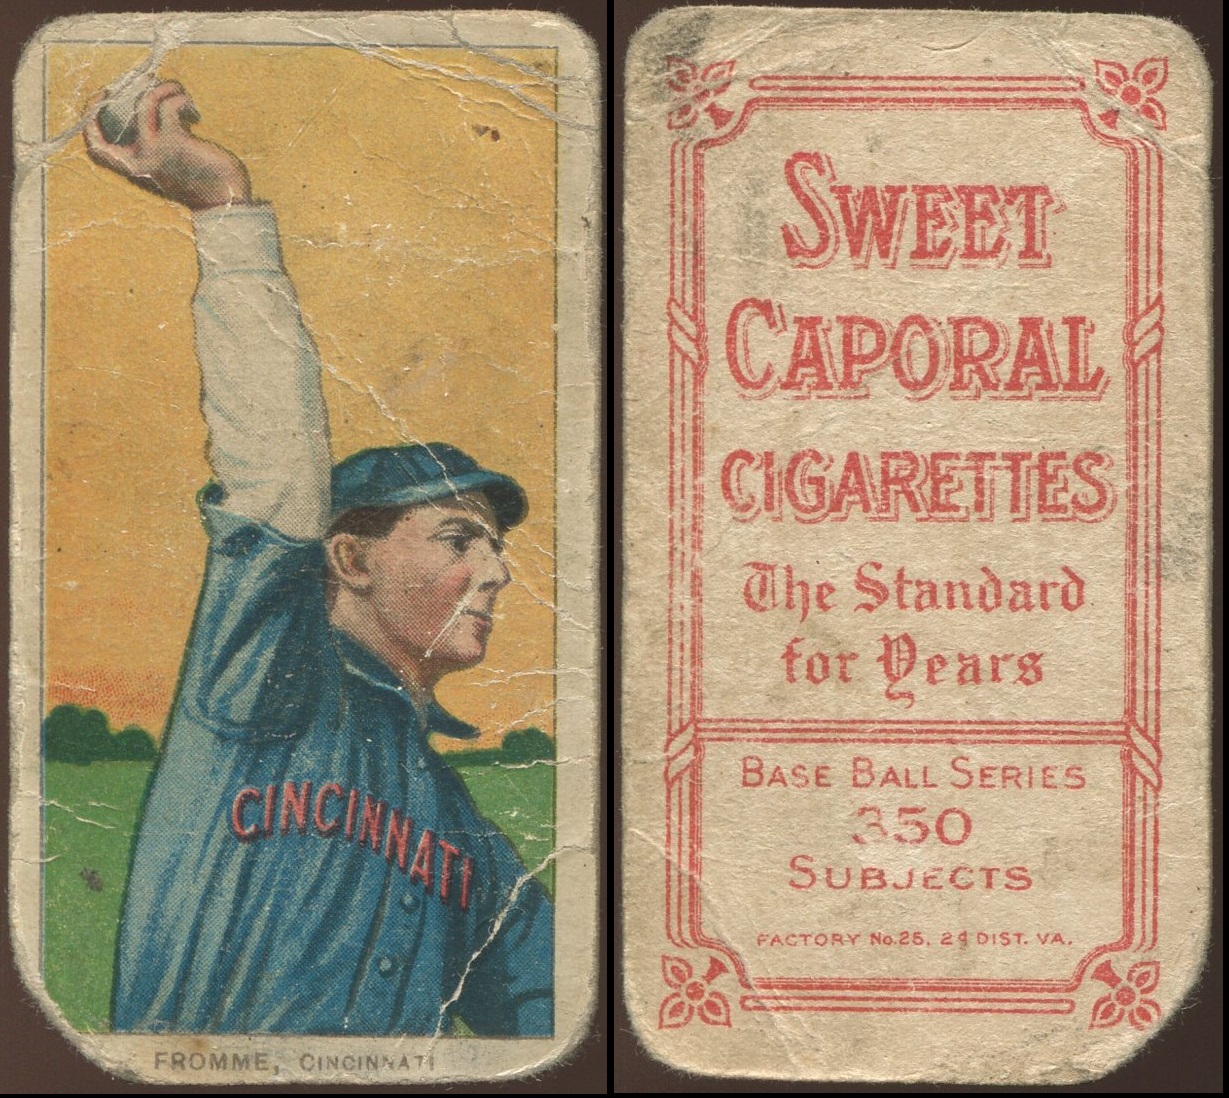 CINCINNATI
FROMME, CINCINNATI
SWEET
CAPORAL
CIGARETTES
The Standard
for Years
BASE BALL SERIES
350
SUBJECTS
FACTORY No. 25, 2d DIST. VA.